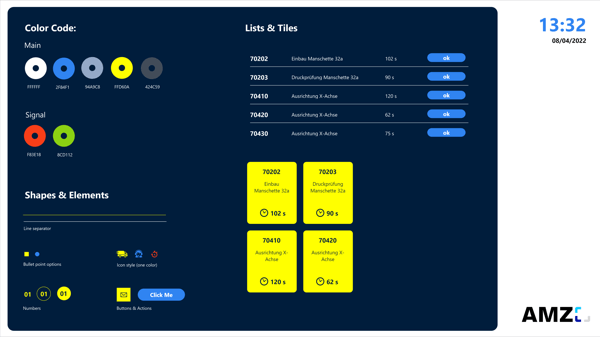 Color Code:
Main
FFFFFF
2F84F1
94A9C8
FFD60A
424C59
Signal
F83E18
8CD112
Shapes & Elements
Line separator
Bullet point options
Icon style (one color)
01 01 01
Numbers
Click Me
Buttons & Actions
Lists & Tiles
70202 Einbau Manschette 32a 102 s ok
70203 Druckprüfung Manschette 32a 90 s ok
70410 Ausrichtung X-Achse 120 s ok
70420 Ausrichtung X-Achse 62 s ok
70430 Ausrichtung X-Achse 75 s ok
70202
Einbau
Manschette 32a
102 s
70203
Druckprüfung
Manschette 32a
90 s
70410
Ausrichtung X-
Achse
120 s
70420
Ausrichtung X-
Achse
62 s
13:32
08/04/2022
AMZ